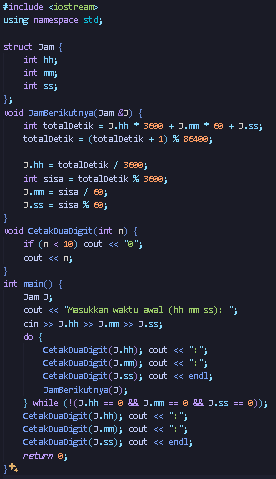 #include <iostream>
using namespace std;

struct Jam {
    int hh;
    int mm;
    int ss;
};
void JamBerikutnya(Jam &J) {
    int totalDetik = J.hh * 3600 + J.mm * 60 + J.ss;
    totalDetik = (totalDetik + 1) % 86400;

    J.hh = totalDetik / 3600;
    int sisa = totalDetik % 3600;
    J.mm = sisa / 60;
    J.ss = sisa % 60;
}
void CetakDuaDigit(int n) {
    if (n < 10) cout << "0";
    cout << n;
}
int main() {
    Jam J;
    cout << "Masukkan waktu awal (hh mm ss): ";
    cin >> J.hh >> J.mm >> J.ss;
    do {
        CetakDuaDigit(J.hh); cout << ":";
        CetakDuaDigit(J.mm); cout << ":";
        CetakDuaDigit(J.ss); cout << endl;
        JamBerikutnya(J);
    } while (!(J.hh == 0 && J.mm == 0 && J.ss == 0));
    CetakDuaDigit(J.hh); cout << ":";
    CetakDuaDigit(J.mm); cout << ":";
    CetakDuaDigit(J.ss); cout << endl;
    return 0;
}